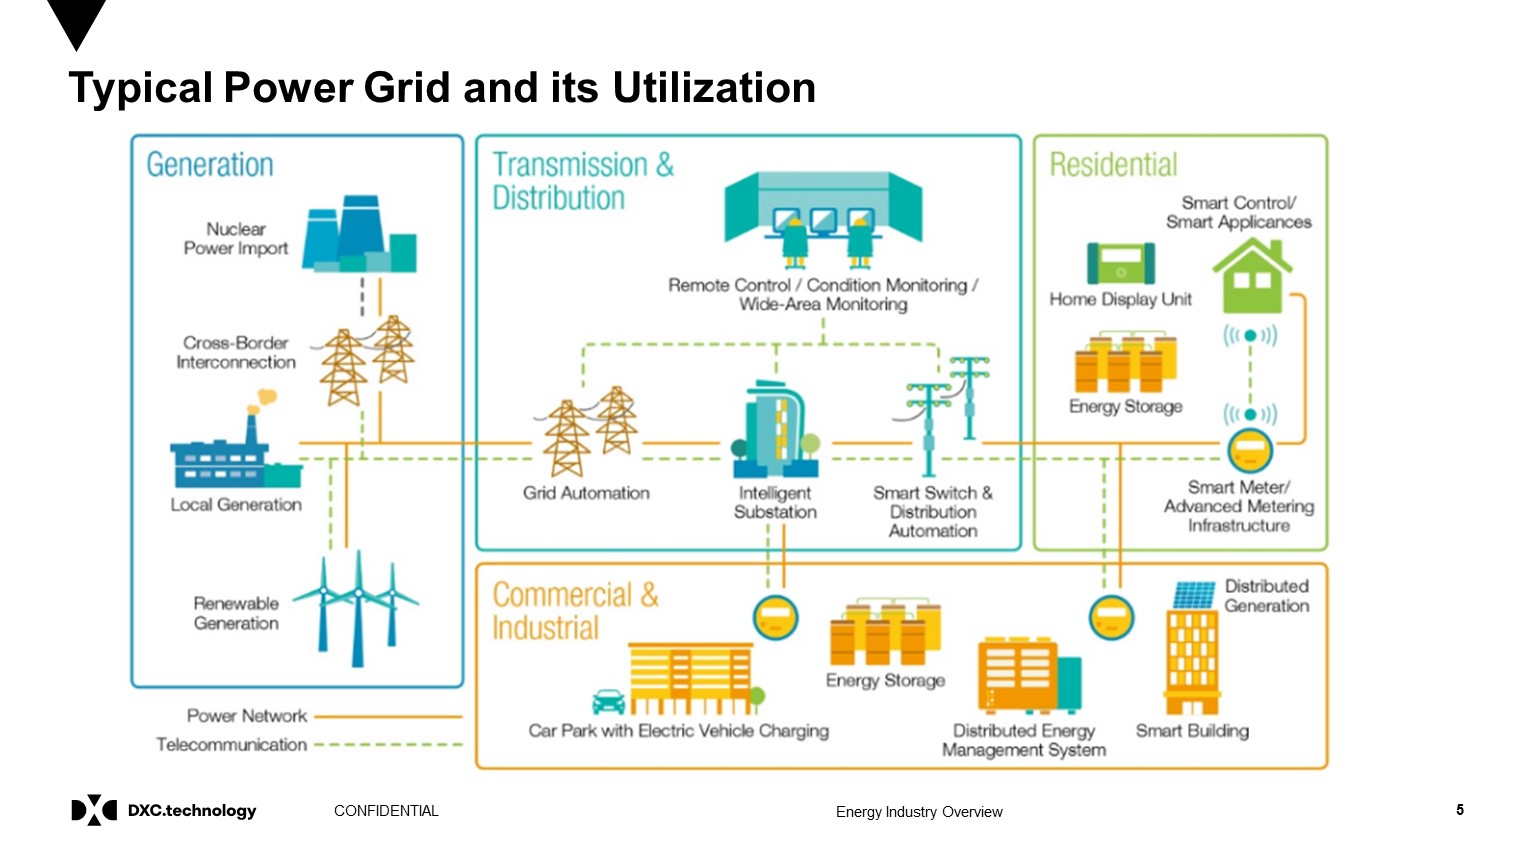 Typical Power Grid and its Utilization
Generation
Nuclear
Power Import
Cross-Border
Interconnection
Local Generation
Renewable
Generation
Power Network
Telecommunication
Transmission &
Distribution
Remote Control / Condition Monitoring /
Wide-Area Monitoring
Grid Automation
Intelligent
Substation
Smart Switch &
Distribution
Automation
Residential
Smart Control/
Smart Applicances
Home Display Unit
Energy Storage
Smart Meter/
Advanced Metering
Infrastructure
Commercial &
Industrial
Car Park with Electric Vehicle Charging
Energy Storage
Distributed Energy
Management System
Distributed
Generation
Smart Building
DXC.technology
CONFIDENTIAL
Energy Industry Overview
5